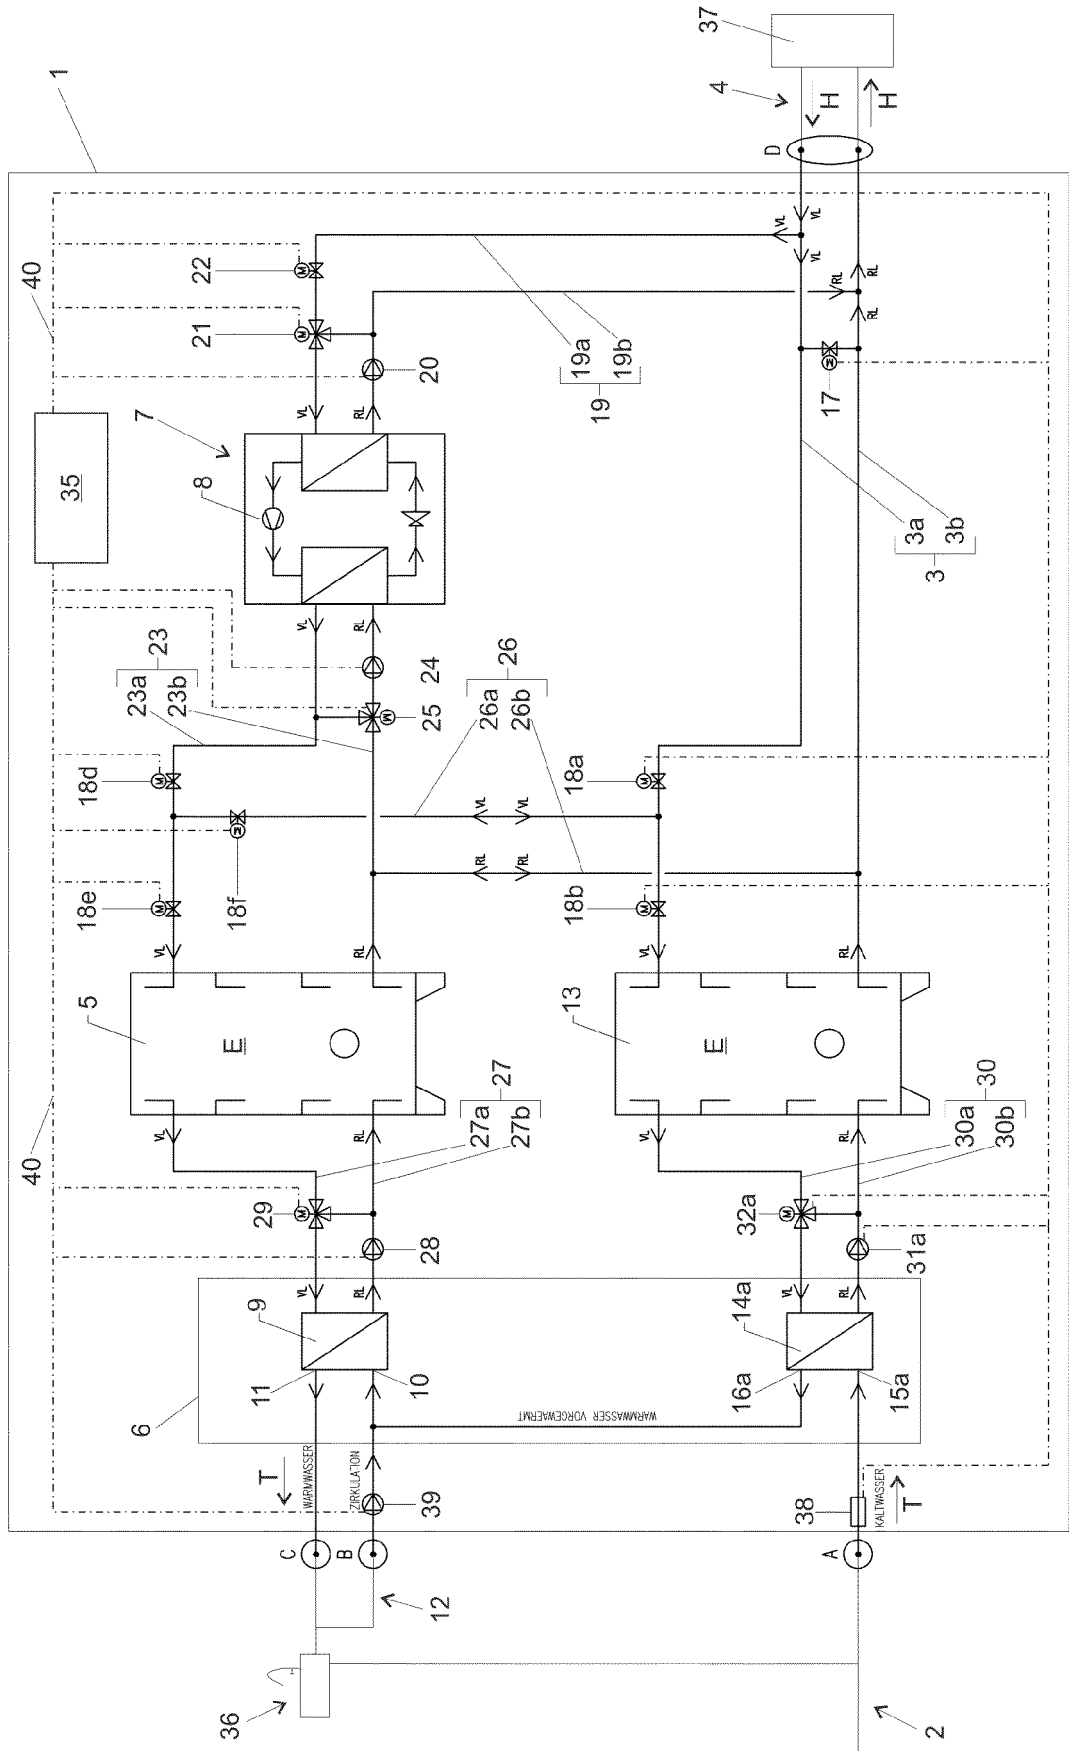 40
40
1
35
5
18e
18d
23a
6
7
VL
M
M
VL
23
23b
8
22
21
36
E
M
18f
9
29
11
T
C
VL
M
VL
VL
M
M
WARMWASSER
B
ZIRKULATION
RL
RL
RL
RL
RL
M
10
39
28
25
24
20
12
27a
27
27b
VL
RL
26a
26
26b
VL
RL
WARMWASSER VORGEWAERMT
13
18b
18a
19a
19
19b
VL
M
VL
M
VL
37
E
4
14a
16a
32a
D
M
VL
38
VL
VL
A
17
M
H
RL
RL
RL
RL
RL
RL
KALTWASSER
H
15a
T
31a
3a
3
3b
2
30a
30
30b